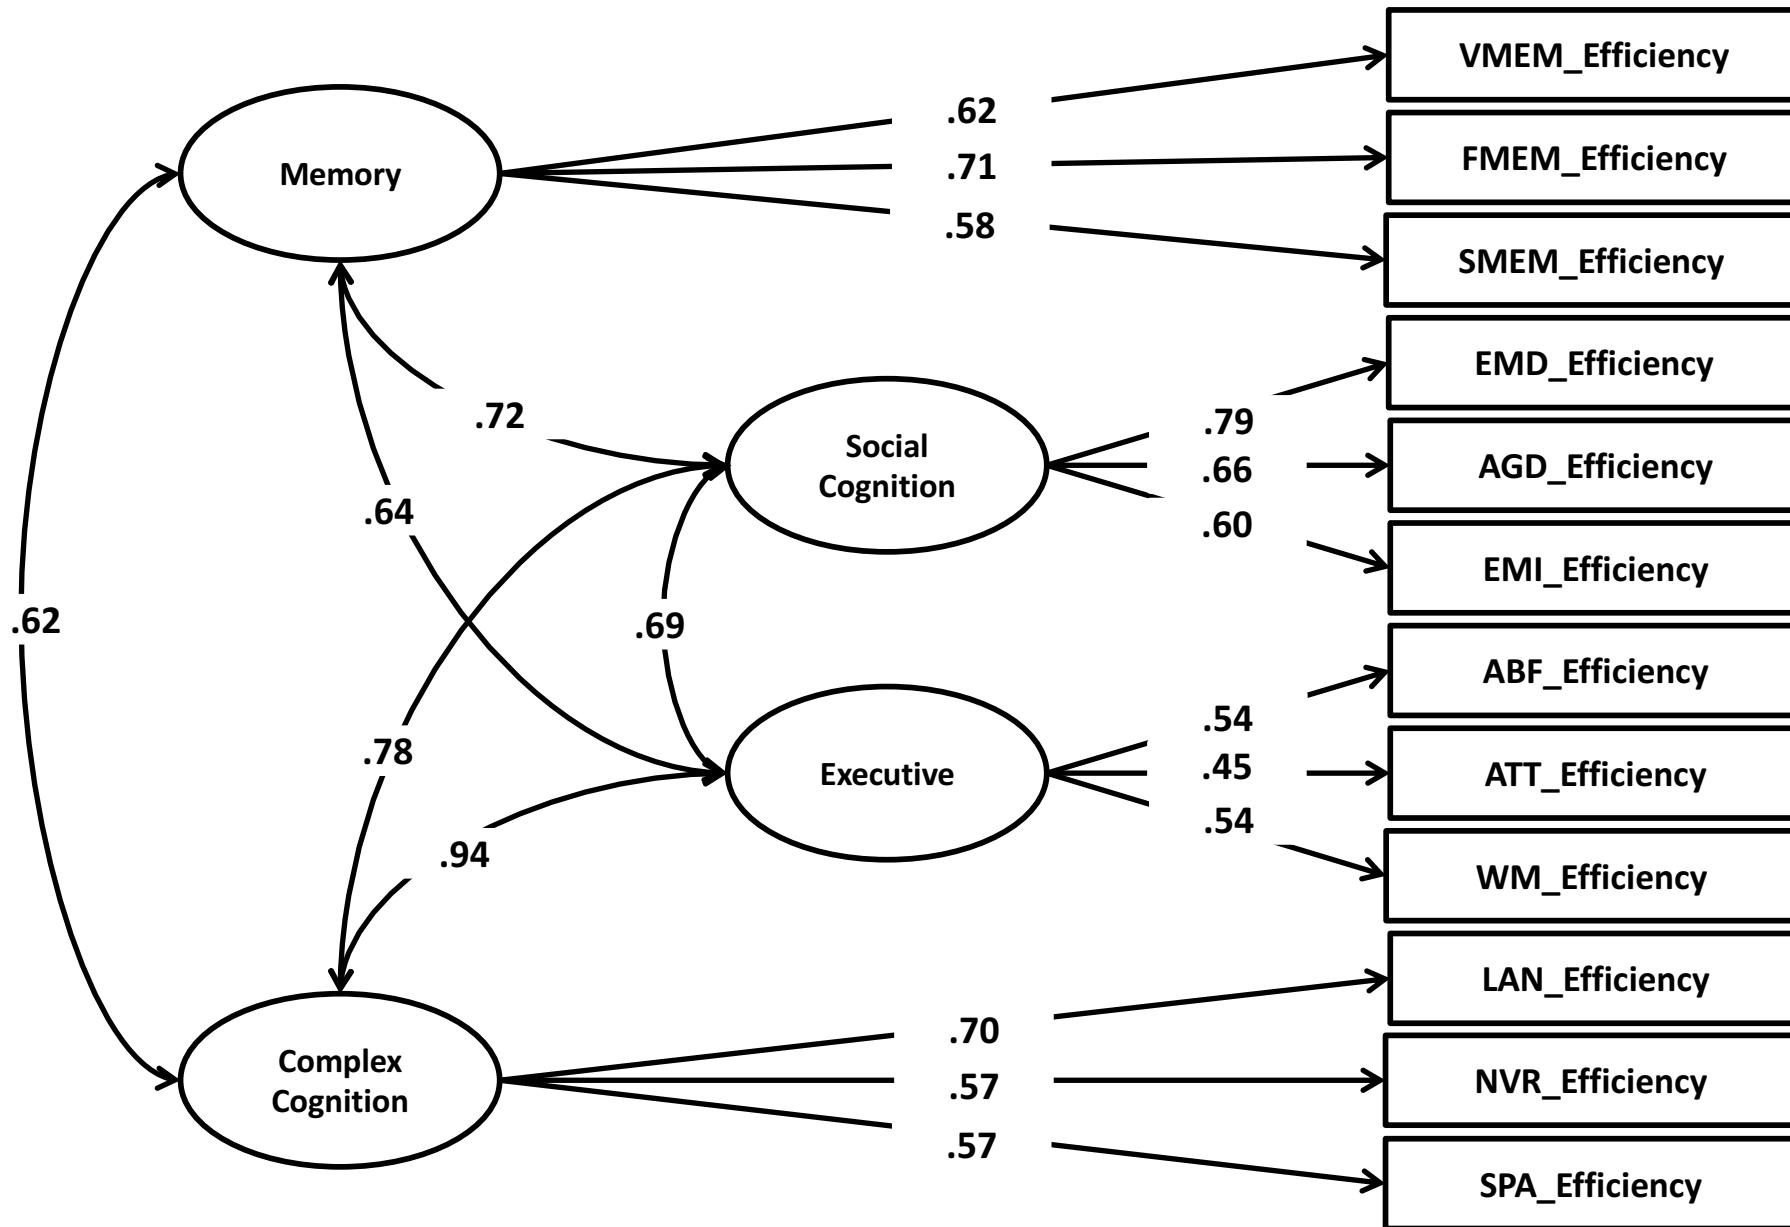 VMEM_Efficiency
.62
FMEM_Efficiency
Memory
.71
.58
SMEM_Efficiency
EMD_Efficiency
.72
.79
Social
Cognition
.66
AGD_Efficiency
.64
.60
EMI_Efficiency
.62
.69
ABF_Efficiency
.54
.78
Executive
.45
ATT_Efficiency
.54
.94
WM_Efficiency
LAN_Efficiency
.70
Complex
Cognition
.57
NVR_Efficiency
.57
SPA_Efficiency